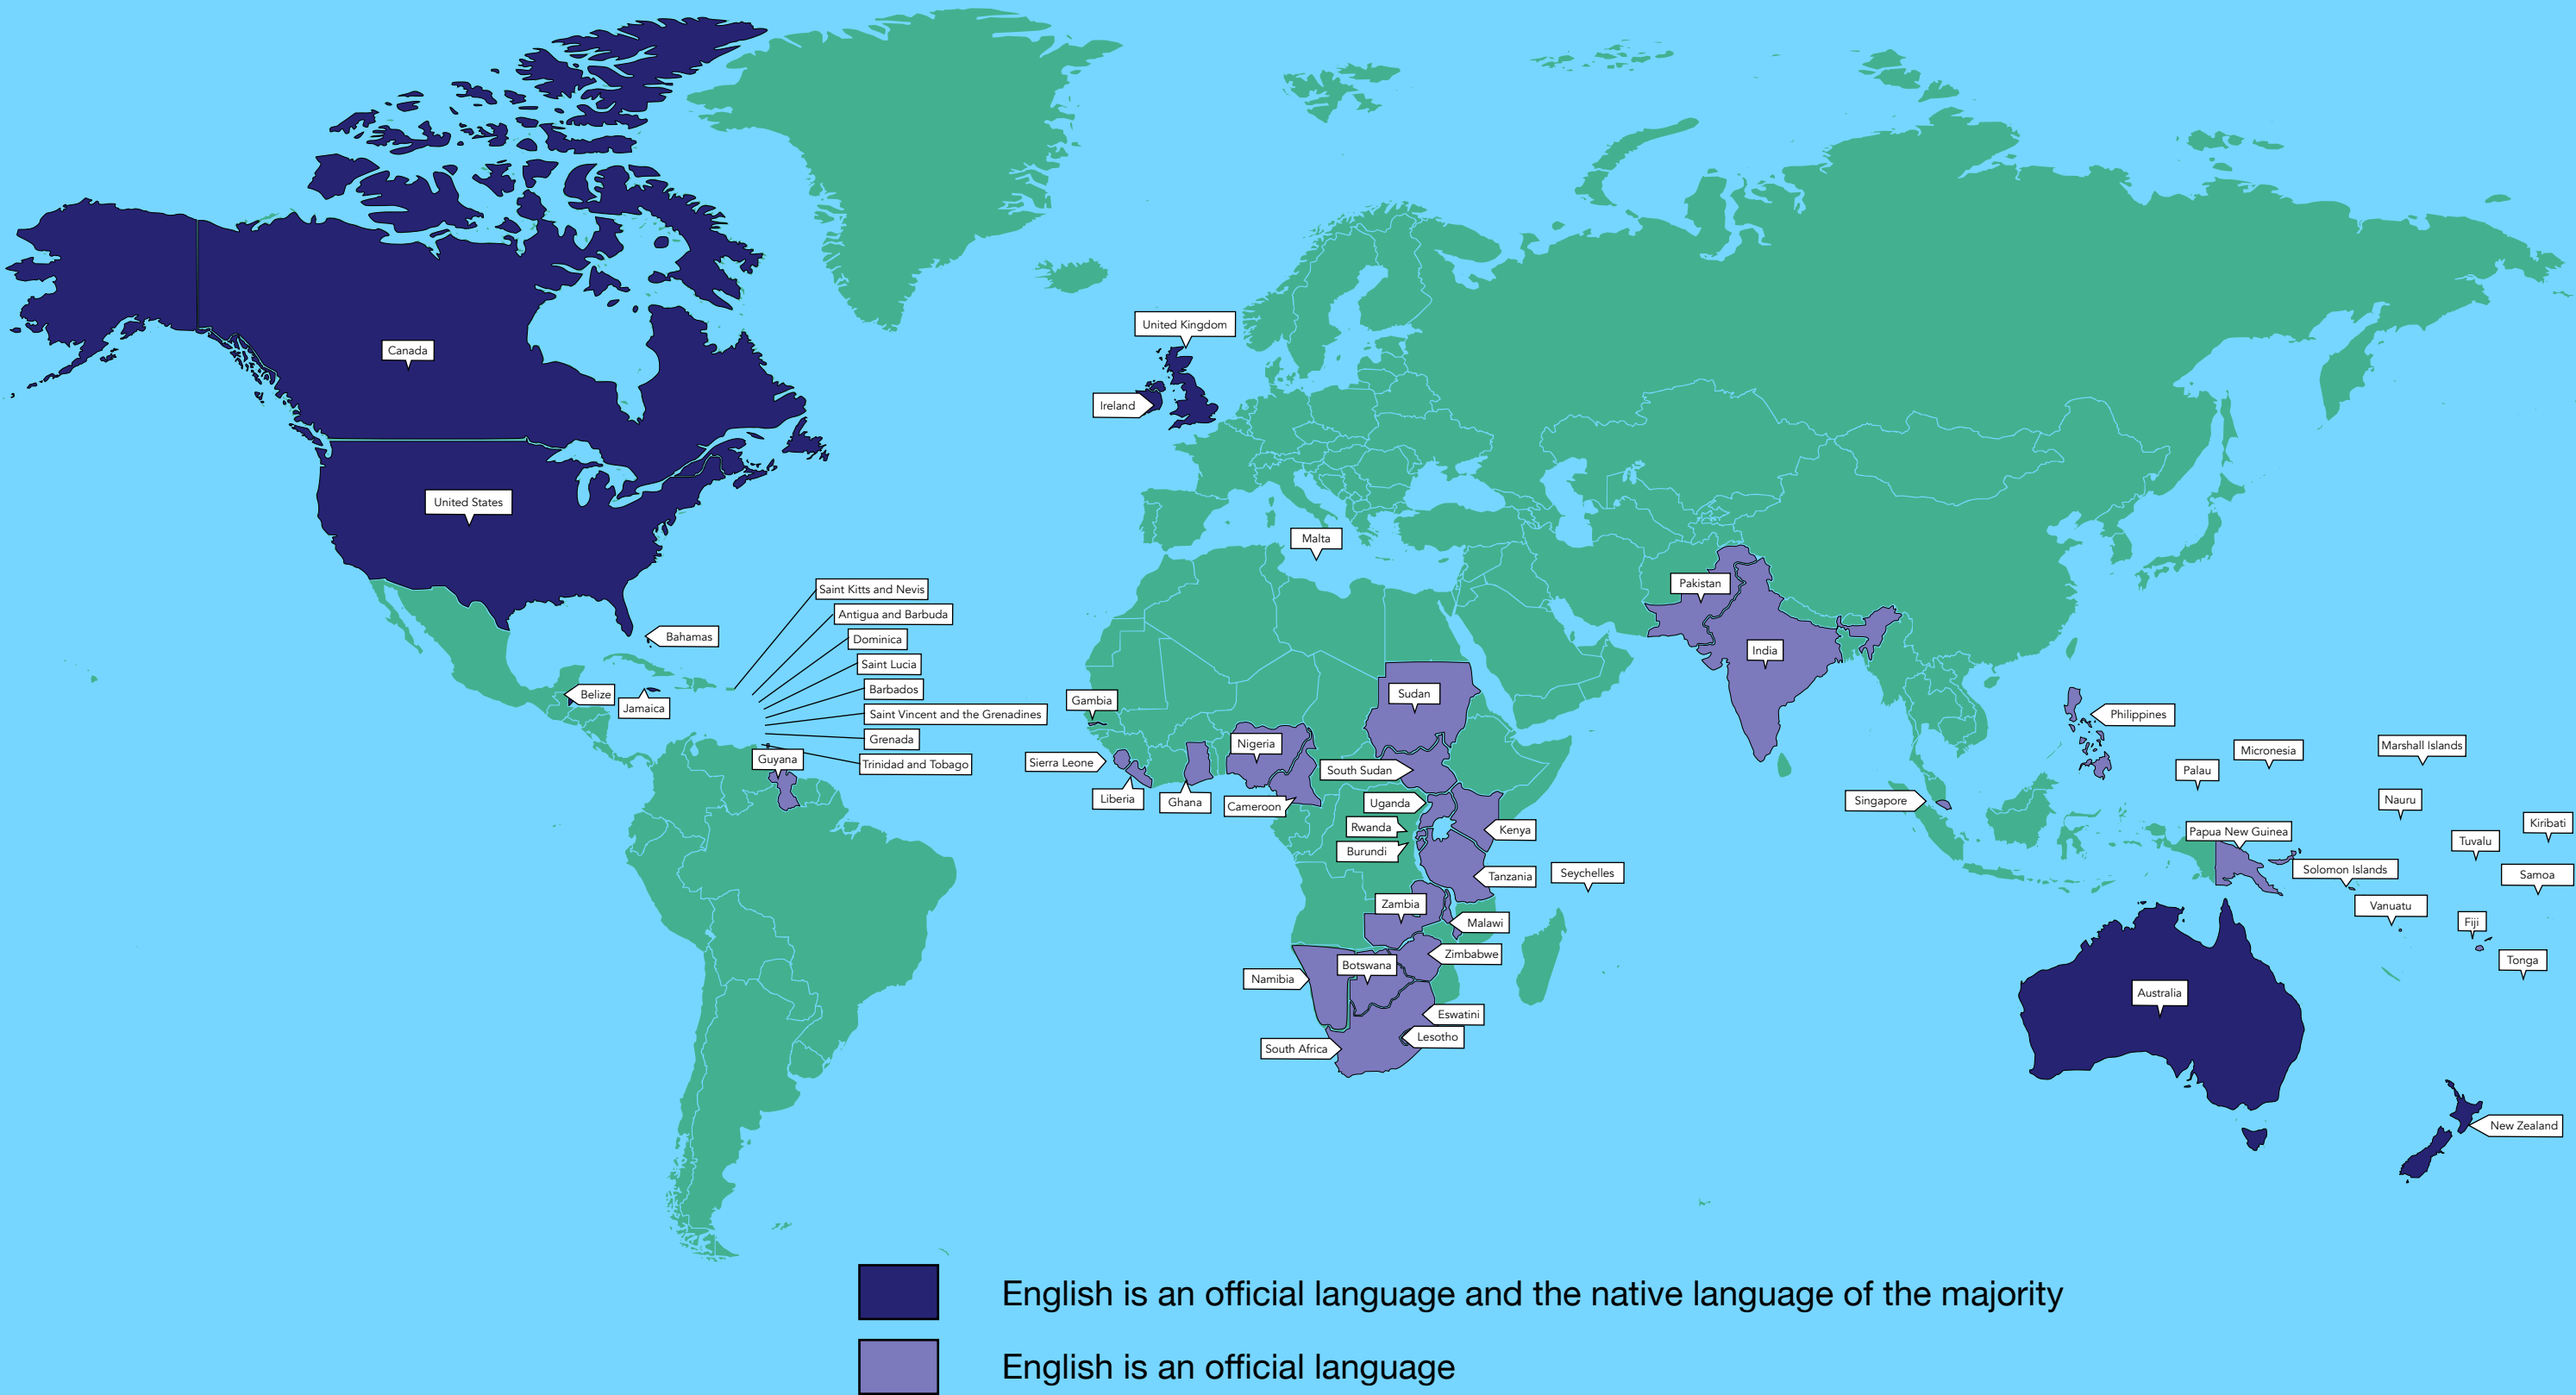 Canada
United States
United Kingdom
Ireland
Malta
Bahamas
Belize
Jamaica
Saint Kitts and Nevis
Antigua and Barbuda
Dominica
Saint Lucia
Barbados
Saint Vincent and the Grenadines
Grenada
Trinidad and Tobago
Guyana
Gambia
Sierra Leone
Liberia
Ghana
Nigeria
Cameroon
Sudan
South Sudan
Uganda
Rwanda
Burundi
Kenya
Tanzania
Seychelles
Zambia
Malawi
Zimbabwe
Botswana
Namibia
Eswatini
Lesotho
South Africa
Pakistan
India
Philippines
Singapore
Micronesia
Marshall Islands
Palau
Nauru
Kiribati
Papua New Guinea
Tuvalu
Solomon Islands
Samoa
Vanuatu
Fiji
Tonga
Australia
New Zealand
English is an official language and the native language of the majority
English is an official language